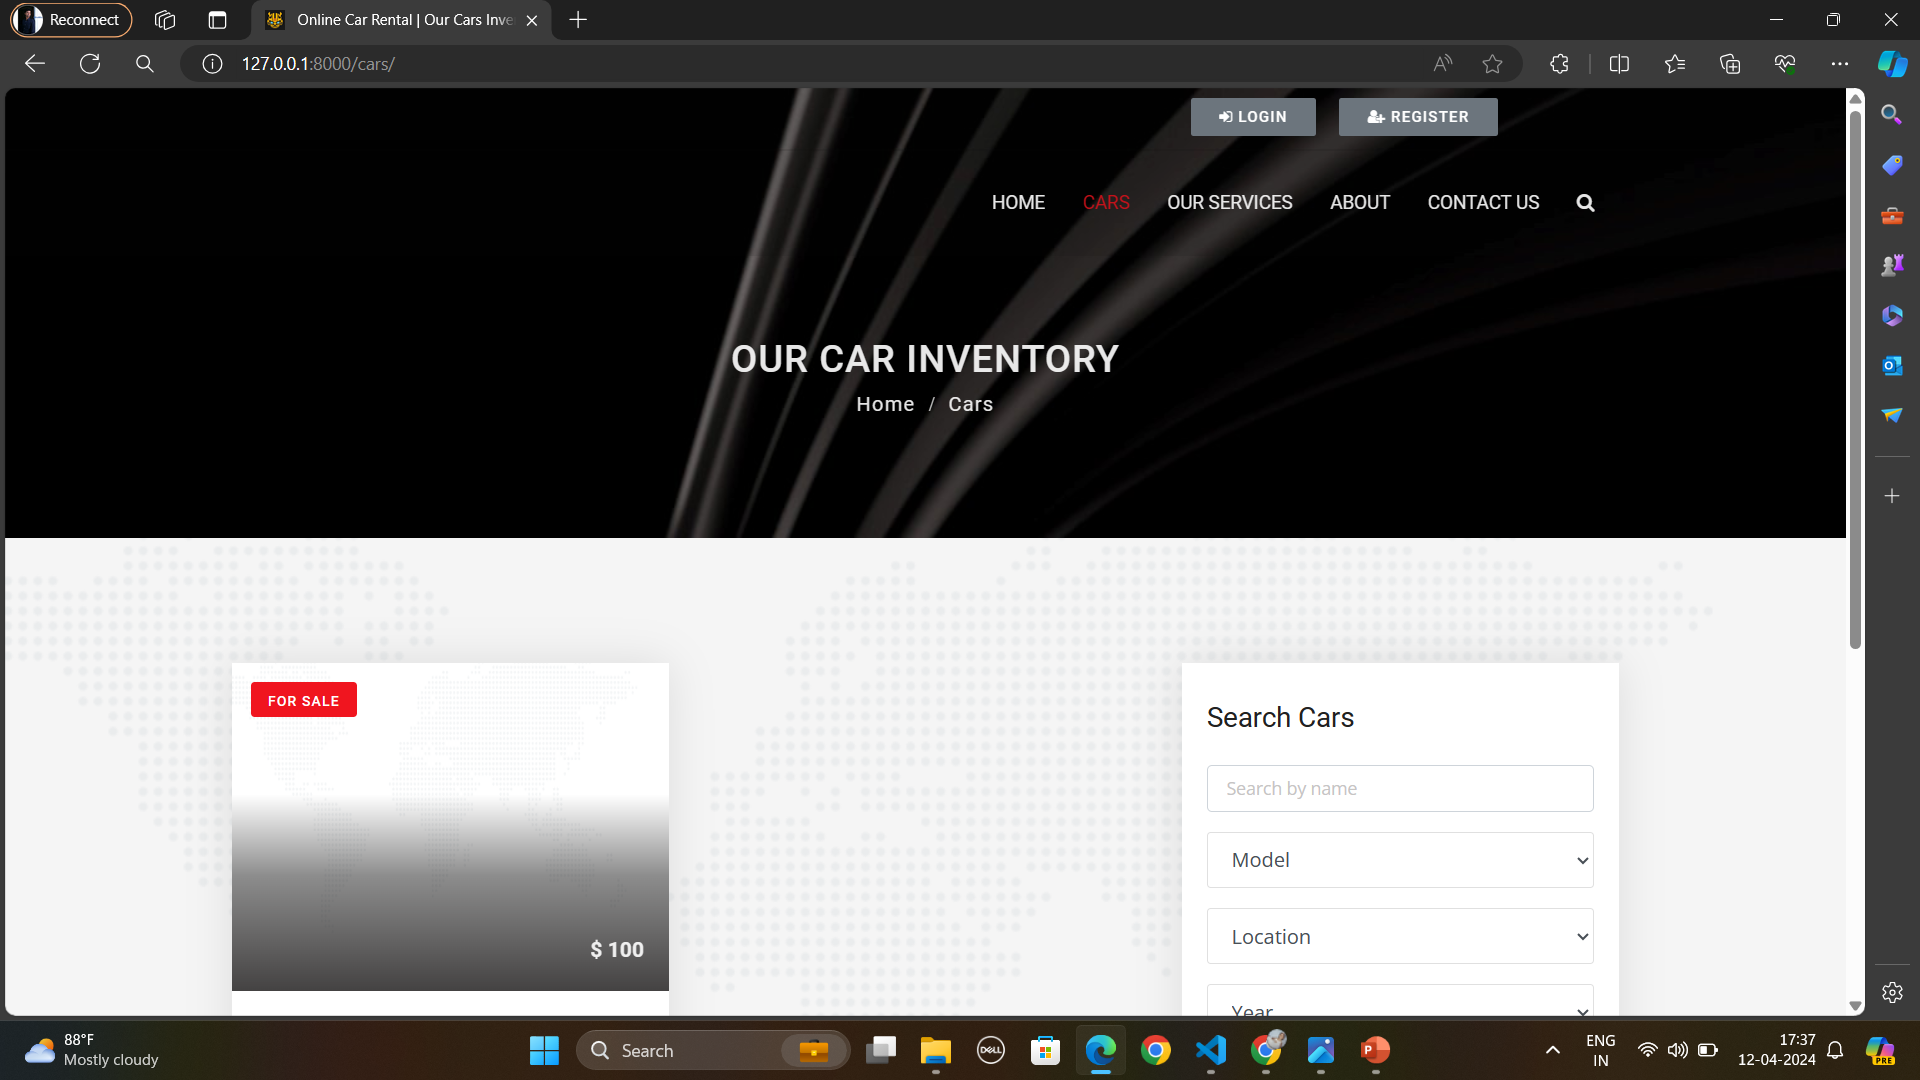 Reconnect
Online Car Rental | Our Cars Inve
127.0.0.1:8000/cars/
LOGIN
REGISTER
HOME
CARS
OUR SERVICES
ABOUT
CONTACT US
OUR CAR INVENTORY
Home / Cars
FOR SALE
$ 100
Search Cars
Search by name
Model
Location
Year
88°F
Mostly cloudy
Search
DELL
PRE
ENG
IN
17:37
12-04-2024